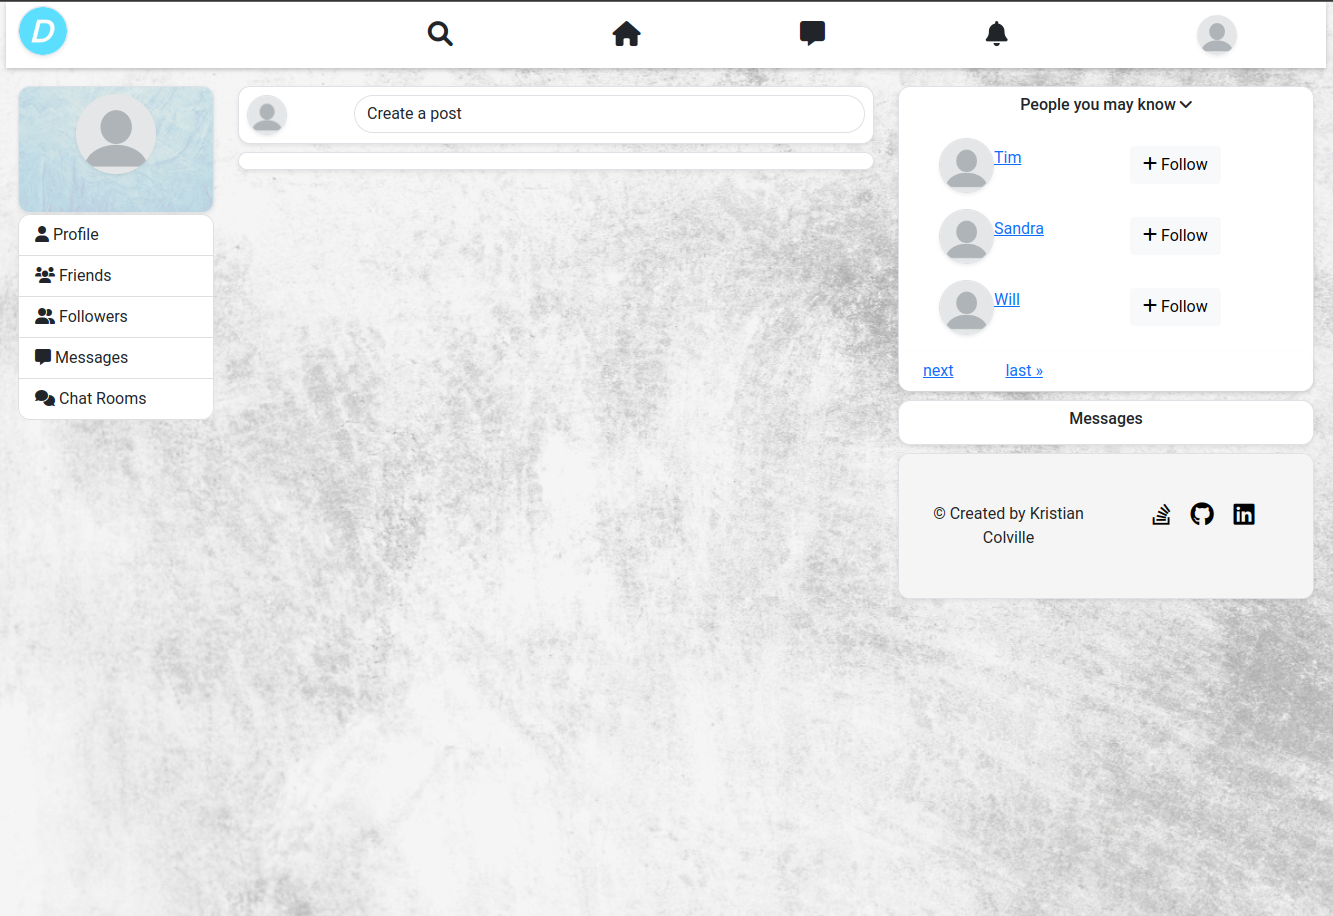 D
Profile
Friends
Followers
Messages
Chat Rooms
Create a post
People you may know
Tim
Follow
Sandra
Follow
Will
Follow
next last »
Messages
© Created by Kristian
Colville
in